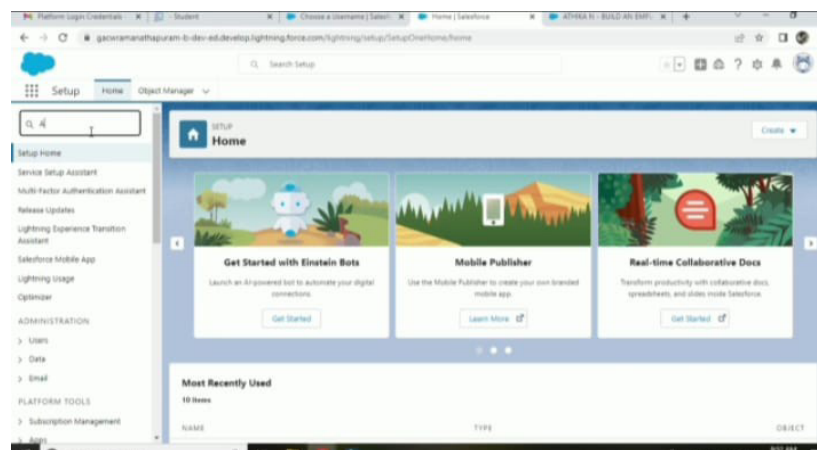 Platform Login Credentials
- Student
Choose a Username | Salesfi
Home | Salesforce
ATHIRA N - BUILD AN EMPL
gacwramanathapuram-b-dev-ed.develop.lightning.force.com/lightning/setup/SetupOneHome/home
Search Setup
Setup
Home
Object Manager
A
Setup Home
Service Setup Assistant
Multi-Factor Authentication Assistant
Release Updates
Lightning Experience Transition
Assistant
Salesforce Mobile App
Lightning Usage
Optimizer
ADMINISTRATION
Users
Data
Email
PLATFORM TOOLS
Subscription Management
Apps
SETUP
Home
Create
Get Started with Einstein Bots
Launch an AI-powered bot to automate your digital
connections.
Get Started
Mobile Publisher
Use the Mobile Publisher to create your own branded
mobile app.
Learn More
Real-time Collaborative Docs
Transform productivity with collaborative docs,
spreadsheets, and slides inside Salesforce.
Get Started
Most Recently Used
10 items
NAME
TYPE
OBJECT